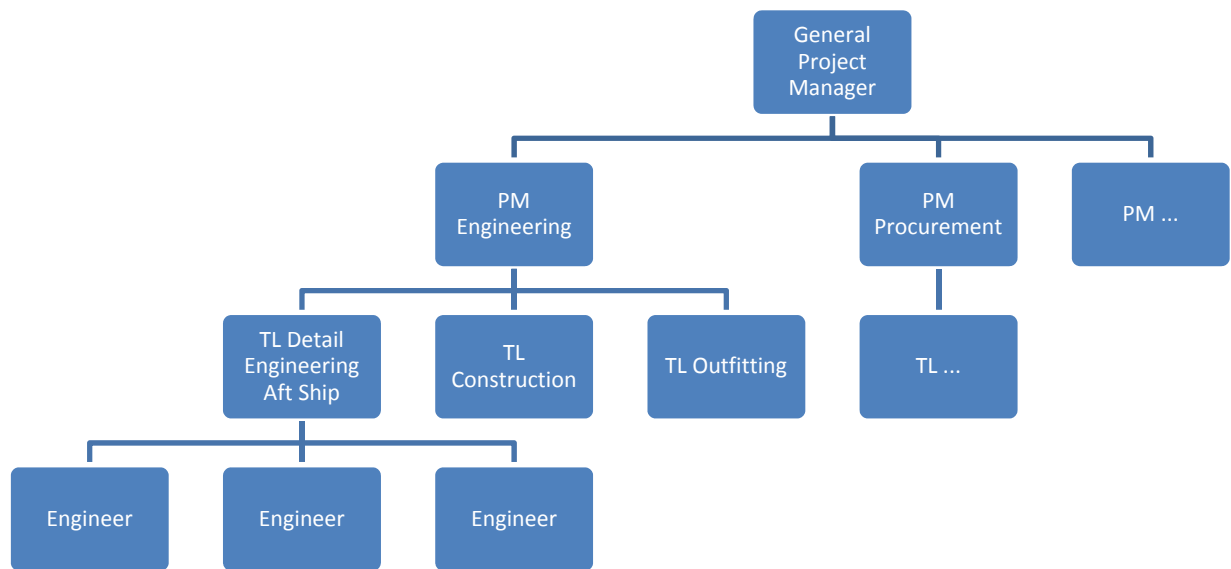 General
Project
Manager
PM
Engineering
PM
Procurement
PM ...
TL Detail
Engineering
Aft Ship
TL
Construction
TL Outfitting
TL ...
Engineer
Engineer
Engineer